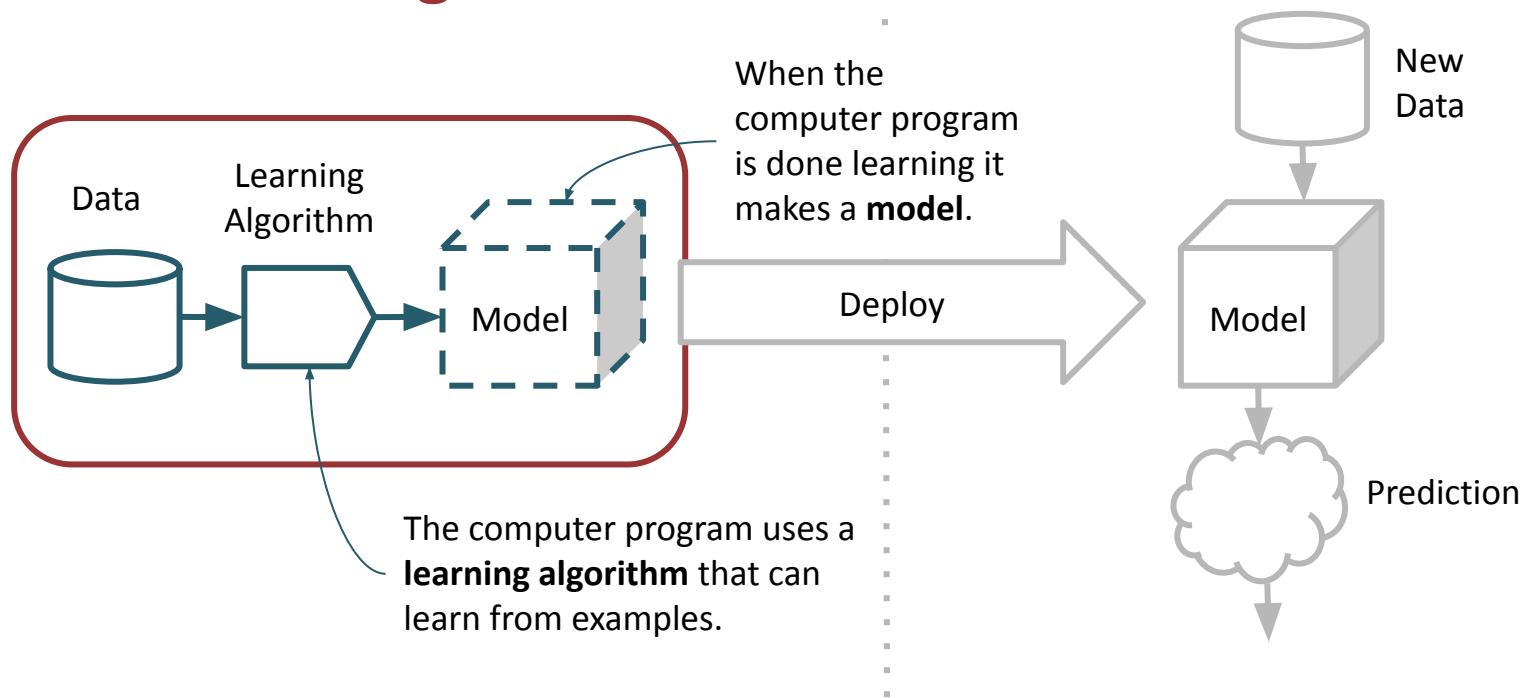 When the
computer program
is done learning it
makes a model.
New
Data
Data
Learning
Algorithm
Model
Deploy
Model
Prediction
The computer program uses a
learning algorithm that can
learn from examples.